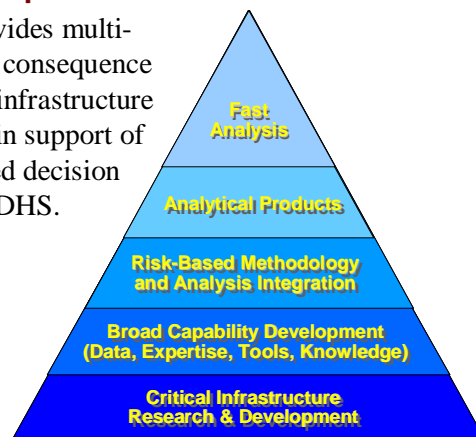 vides multi-
consequence
infrastructure
in support of
ed decision
DHS.
Fast
Analysis
Analytical Products
Risk-Based Methodology
and Analysis Integration
Broad Capability Development
(Data, Expertise, Tools, Knowledge)
Critical Infrastructure
Research & Development